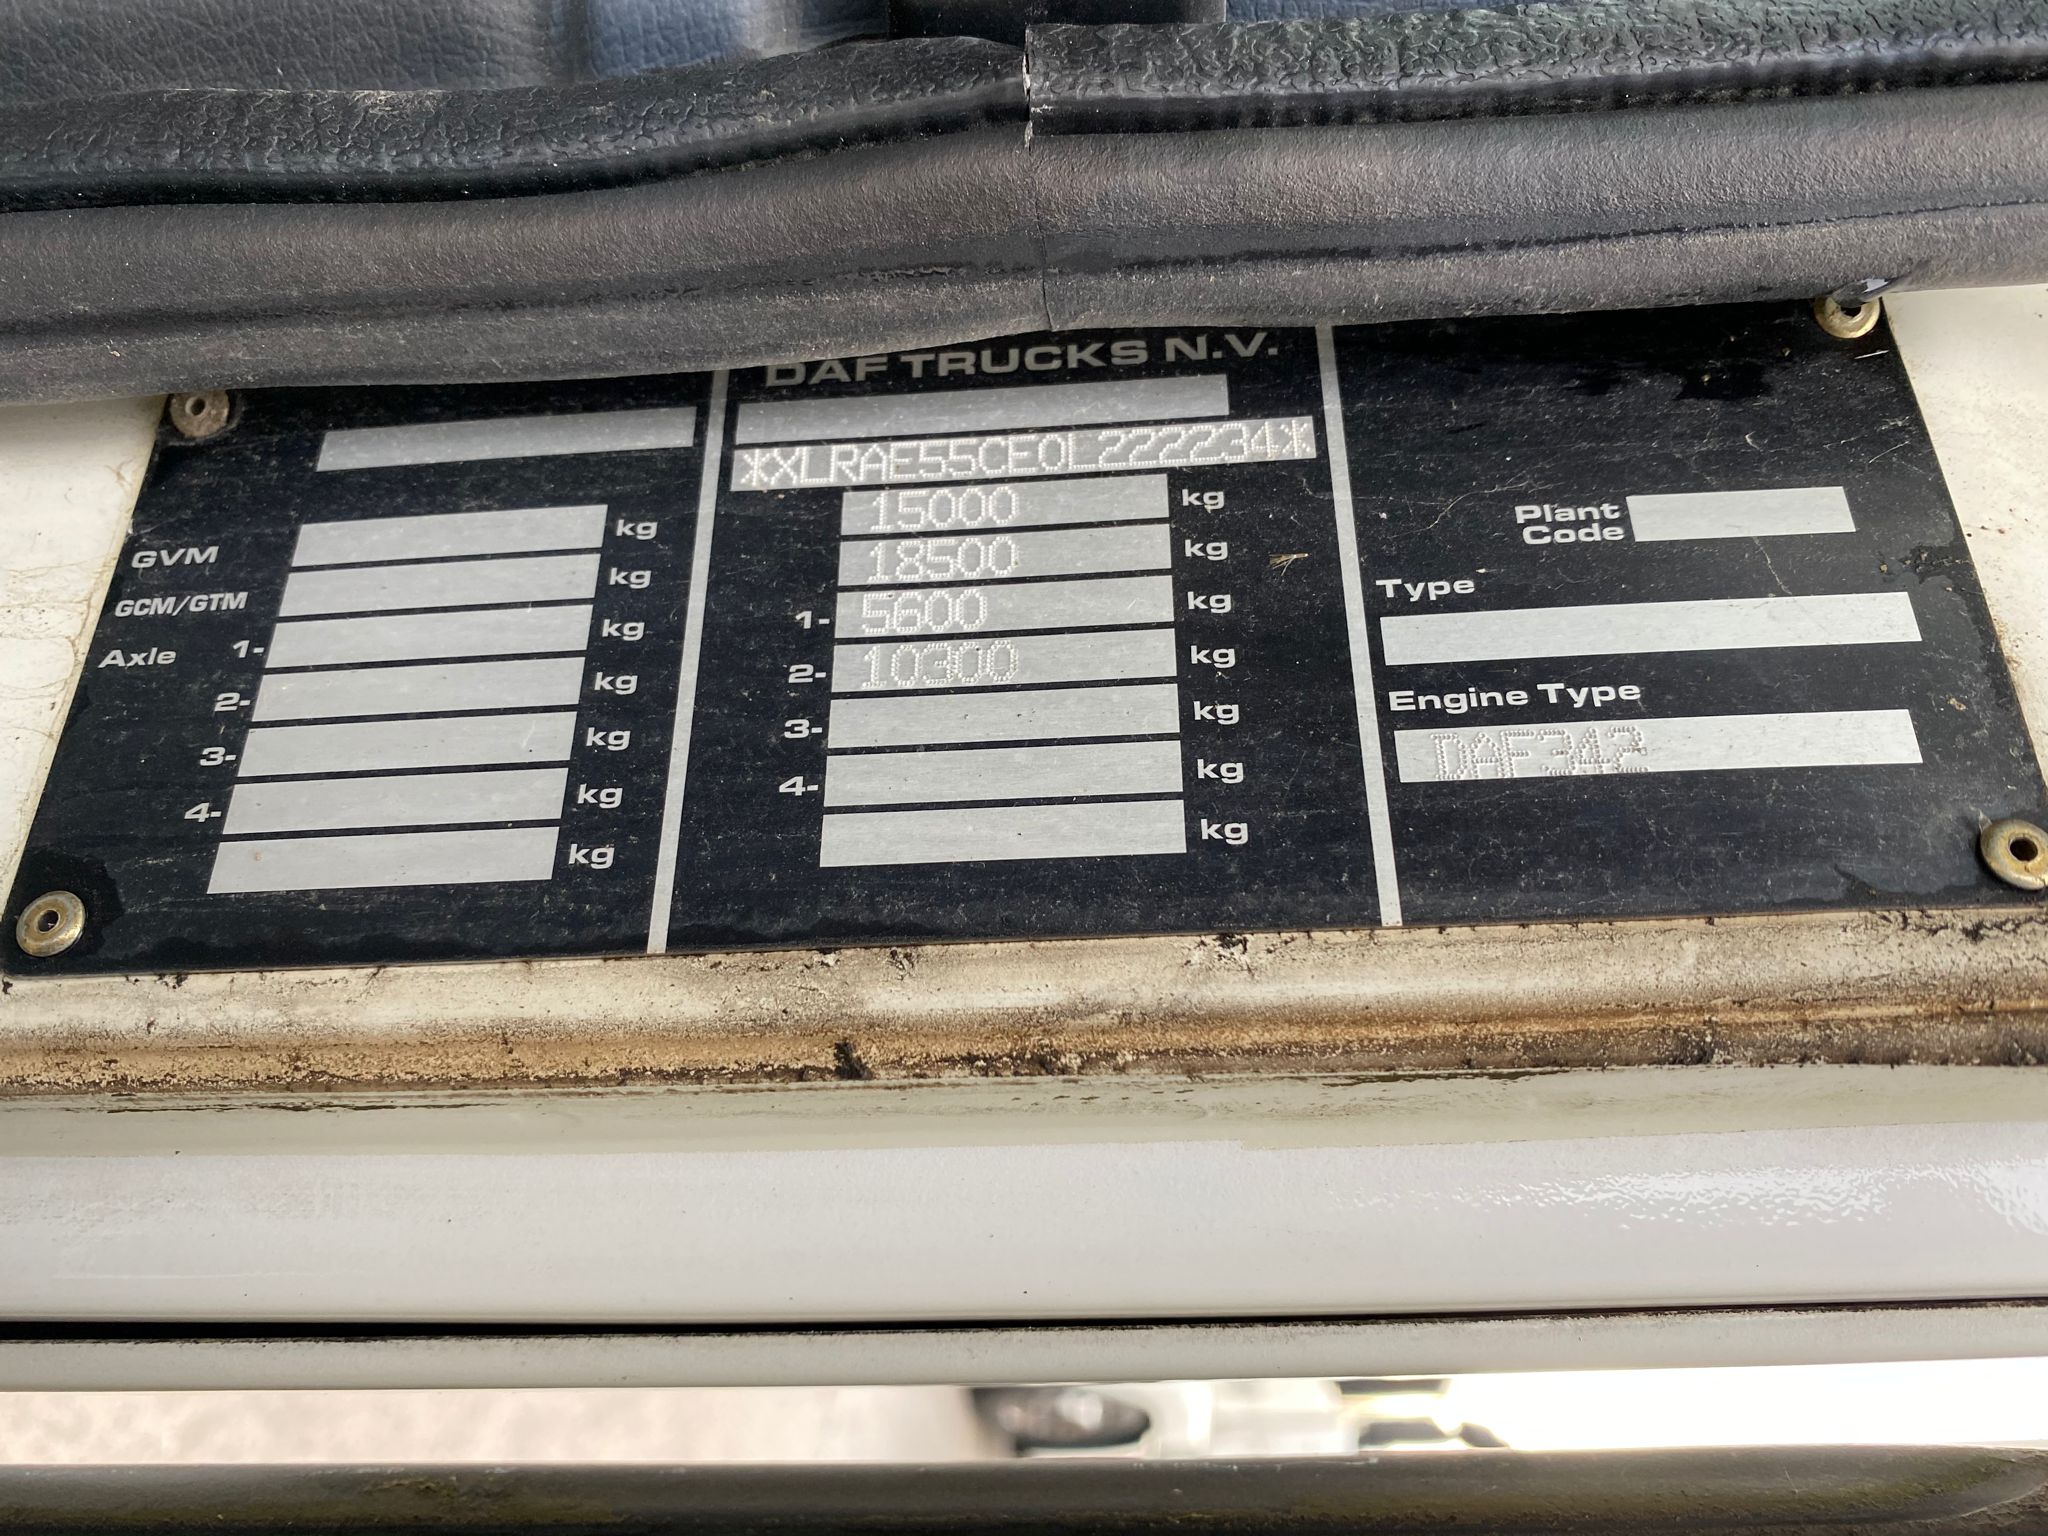 DAF TRUCKS N.V.
*XLRAE55CE0L222234*
GVM kg 15000 kg
GCM/GTM kg 18500 kg
Axle 1- kg 1- 5600 kg
2- kg 2- 10300 kg
3- kg 3- kg
4- kg 4- kg
kg kg
Plant
Code
Type
Engine Type
DAF342